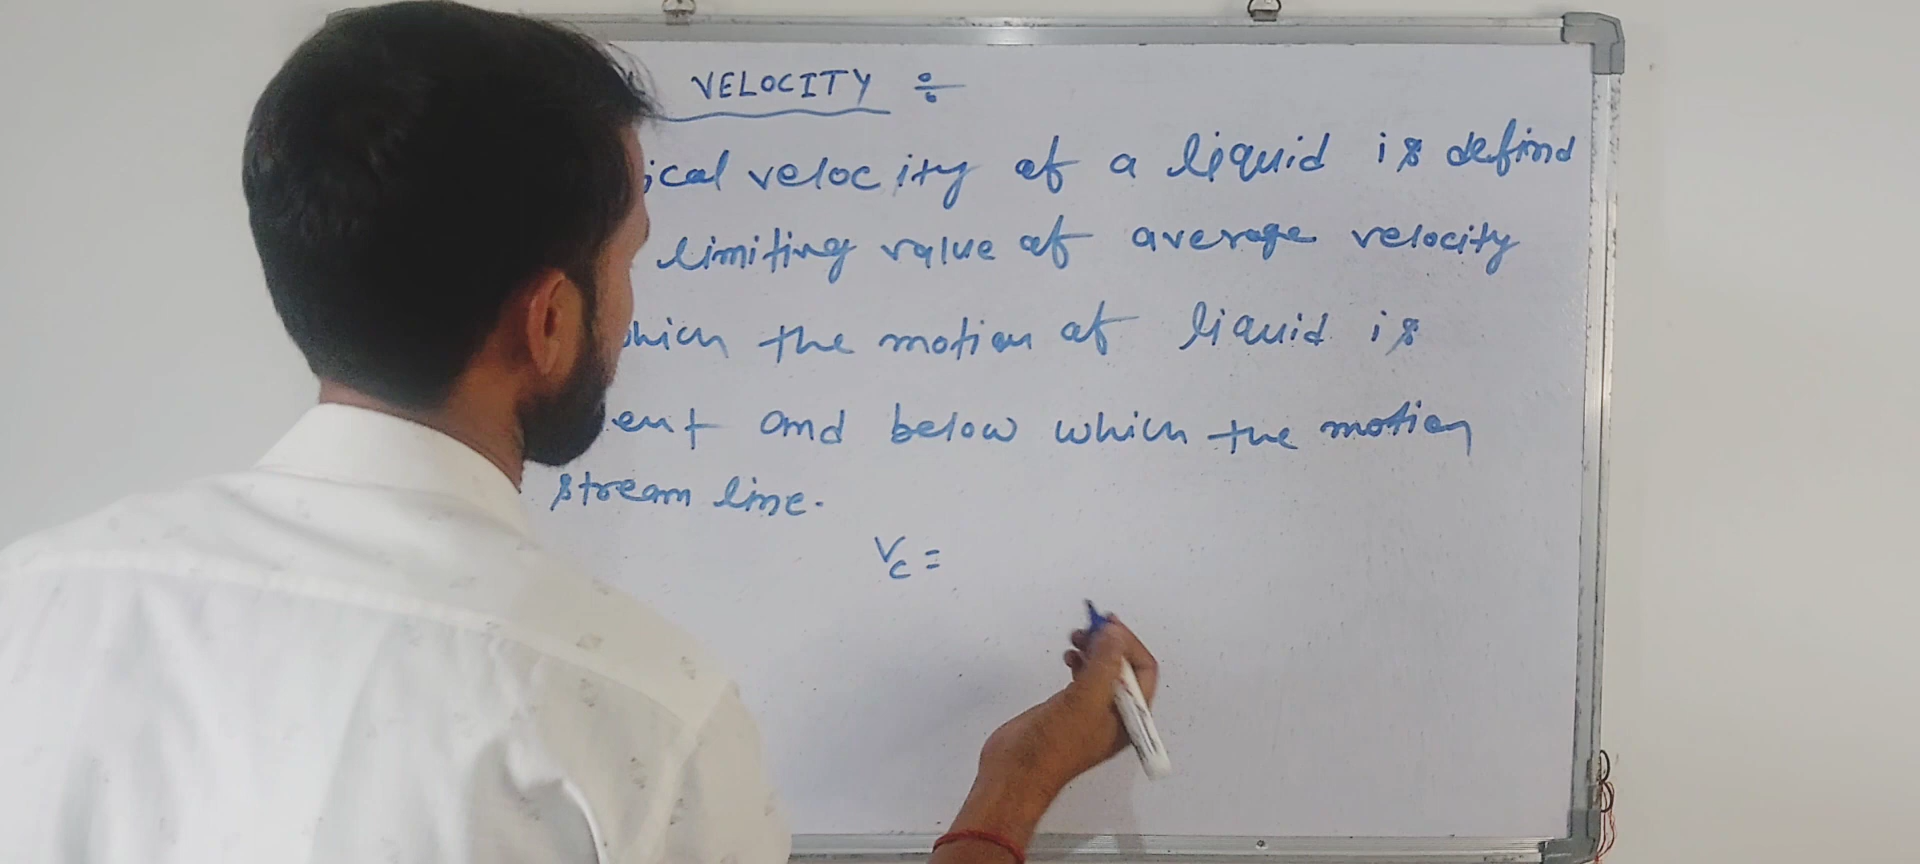 VELOCITY ÷
ical velocity of a liquid is defind
limiting value of average velocity
which the motion of liquid is
ent and below which the motion
stream line.
Vc =